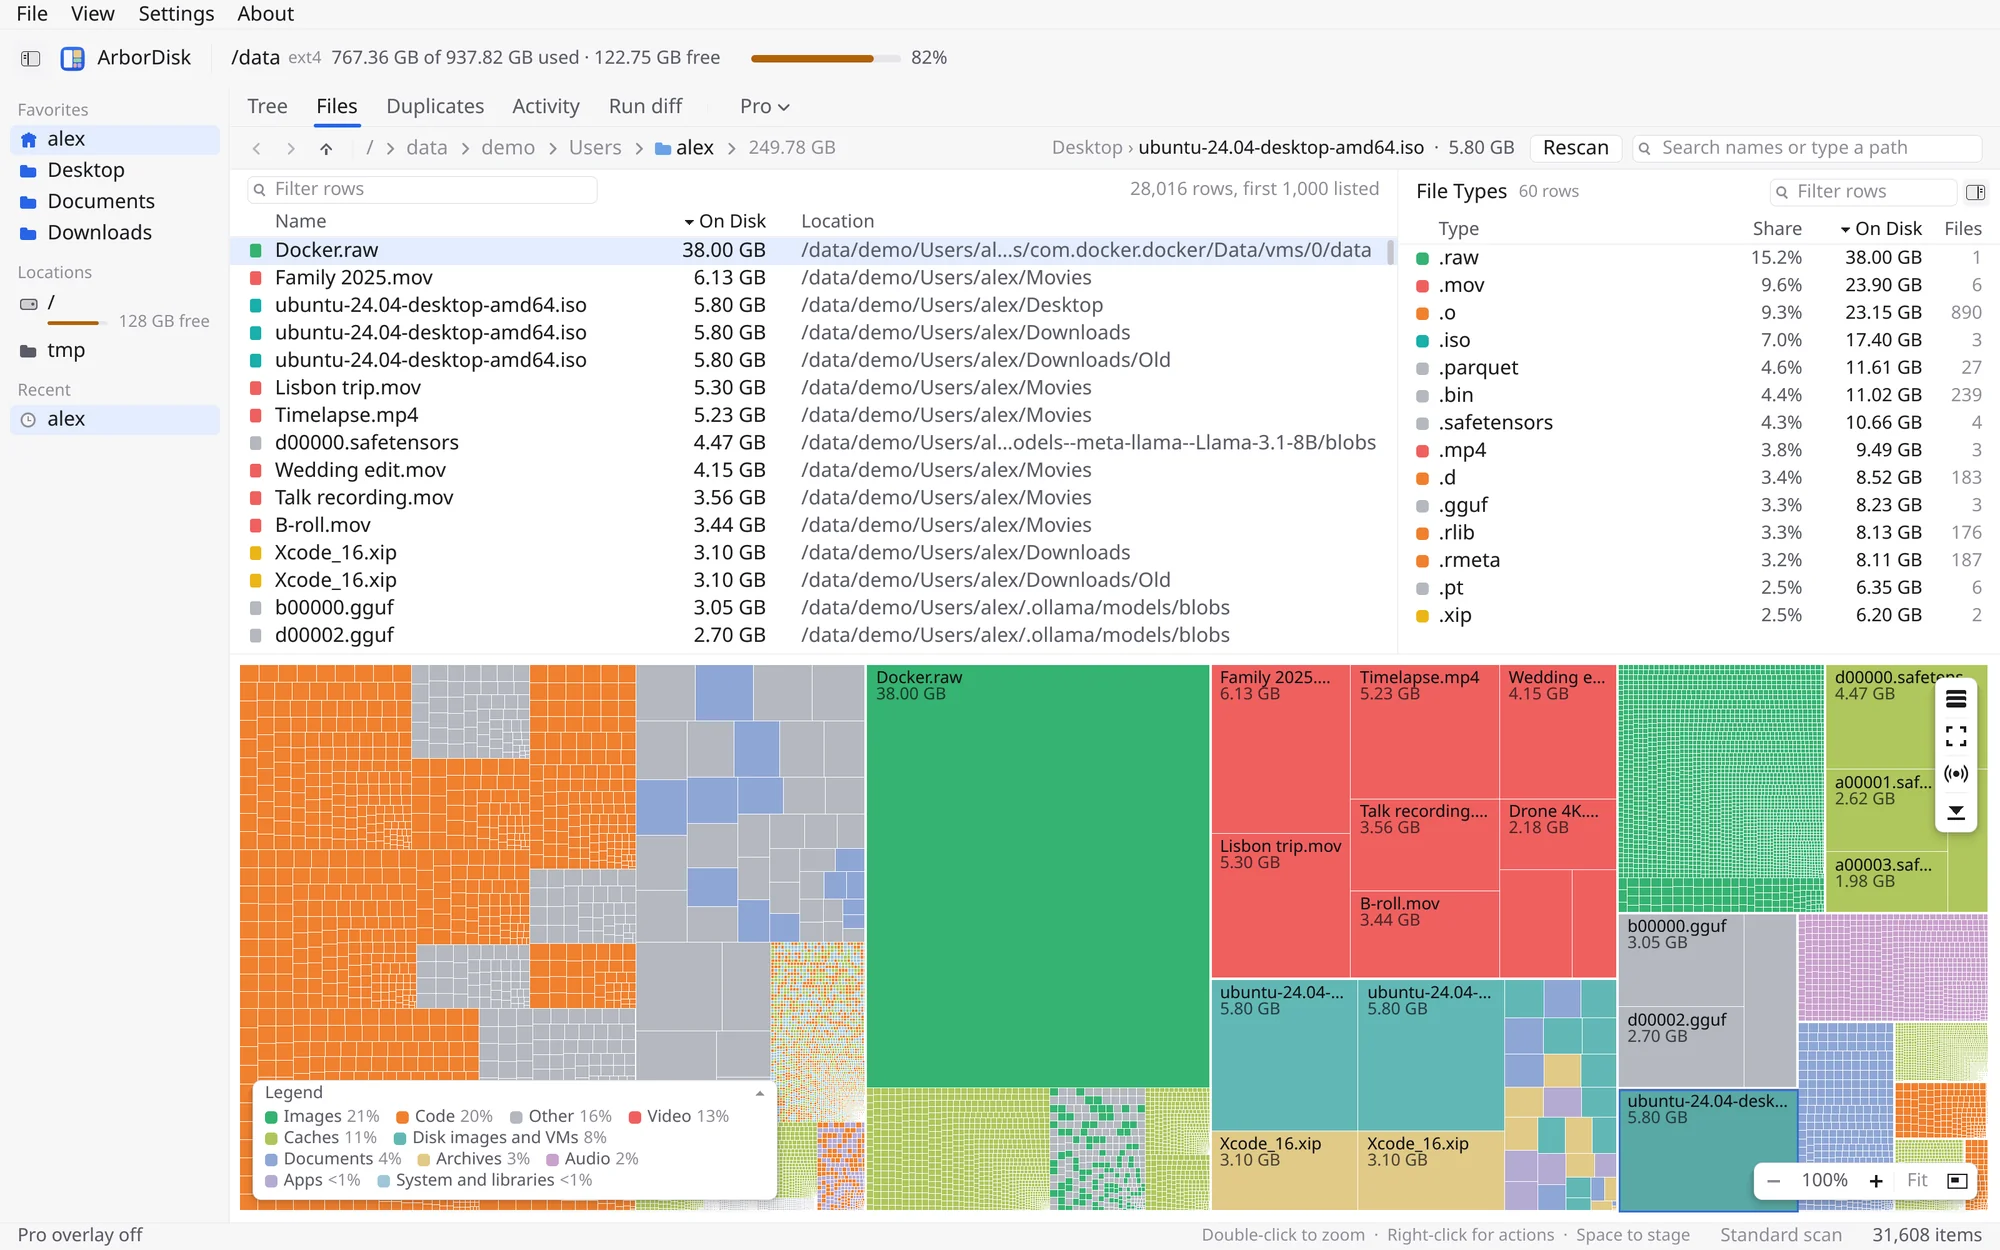 File View Settings About
ArborDisk /data ext4 767.36 GB of 937.82 GB used · 122.75 GB free 82%
Favorites
alex
Desktop
Documents
Downloads
Locations
/
128 GB free
tmp
Recent
alex
Tree Files Duplicates Activity Run diff Pro
/ data demo Users alex 249.78 GB
Desktop › ubuntu-24.04-desktop-amd64.iso · 5.80 GB Rescan Search names or type a path
Filter rows 28,016 rows, first 1,000 listed
Name On Disk Location
Docker.raw 38.00 GB /data/demo/Users/al...s/com.docker.docker/Data/vms/0/data
Family 2025.mov 6.13 GB /data/demo/Users/alex/Movies
ubuntu-24.04-desktop-amd64.iso 5.80 GB /data/demo/Users/alex/Desktop
ubuntu-24.04-desktop-amd64.iso 5.80 GB /data/demo/Users/alex/Downloads
ubuntu-24.04-desktop-amd64.iso 5.80 GB /data/demo/Users/alex/Downloads/Old
Lisbon trip.mov 5.30 GB /data/demo/Users/alex/Movies
Timelapse.mp4 5.23 GB /data/demo/Users/alex/Movies
d00000.safetensors 4.47 GB /data/demo/Users/al...odels--meta-llama--Llama-3.1-8B/blobs
Wedding edit.mov 4.15 GB /data/demo/Users/alex/Movies
Talk recording.mov 3.56 GB /data/demo/Users/alex/Movies
B-roll.mov 3.44 GB /data/demo/Users/alex/Movies
Xcode_16.xip 3.10 GB /data/demo/Users/alex/Downloads
Xcode_16.xip 3.10 GB /data/demo/Users/alex/Downloads/Old
b00000.gguf 3.05 GB /data/demo/Users/alex/.ollama/models/blobs
d00002.gguf 2.70 GB /data/demo/Users/alex/.ollama/models/blobs
File Types 60 rows Filter rows
Type Share On Disk Files
.raw 15.2% 38.00 GB 1
.mov 9.6% 23.90 GB 6
.o 9.3% 23.15 GB 890
.iso 7.0% 17.40 GB 3
.parquet 4.6% 11.61 GB 27
.bin 4.4% 11.02 GB 239
.safetensors 4.3% 10.66 GB 4
.mp4 3.8% 9.49 GB 3
.d 3.4% 8.52 GB 183
.gguf 3.3% 8.23 GB 3
.rlib 3.3% 8.13 GB 176
.rmeta 3.2% 8.11 GB 187
.pt 2.5% 6.35 GB 6
.xip 2.5% 6.20 GB 2
Docker.raw
38.00 GB
Family 2025....
6.13 GB
Timelapse.mp4
5.23 GB
Wedding e...
4.15 GB
Lisbon trip.mov
5.30 GB
Talk recording....
3.56 GB
Drone 4K....
2.18 GB
B-roll.mov
3.44 GB
ubuntu-24.04-...
5.80 GB
ubuntu-24.04-...
5.80 GB
Xcode_16.xip
3.10 GB
Xcode_16.xip
3.10 GB
d00000.safetens
4.47 GB
a00001.saf...
2.62 GB
a00003.saf...
1.98 GB
b00000.gguf
3.05 GB
d00002.gguf
2.70 GB
ubuntu-24.04-desk...
5.80 GB
Legend
Images 21% Code 20% Other 16% Video 13%
Caches 11% Disk images and VMs 8%
Documents 4% Archives 3% Audio 2%
Apps <1% System and libraries <1%
− 100% + Fit
Pro overlay off
Double-click to zoom · Right-click for actions · Space to stage Standard scan 31,608 items